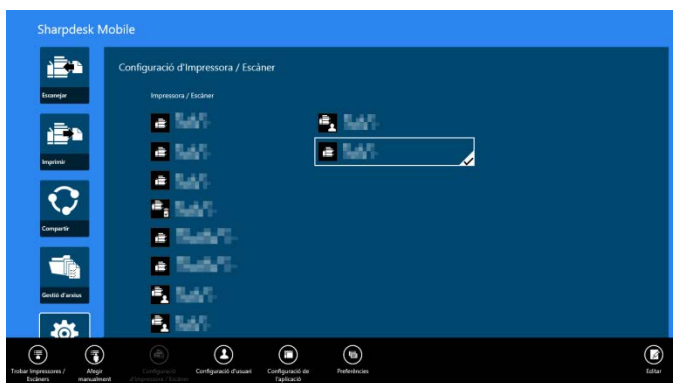 Sharpdesk Mobile
Configuració d'Impressora / Escàner
Impressora / Escàner
Escanejar
Imprimir
Compartir
Gestió d'arxius
Trobar Impressores /
Escàners
Afegir
manualment
Configuració
d'Impressora / Escàner
Configuració d'usuari
Configuració de
l'aplicació
Preferències
Editar